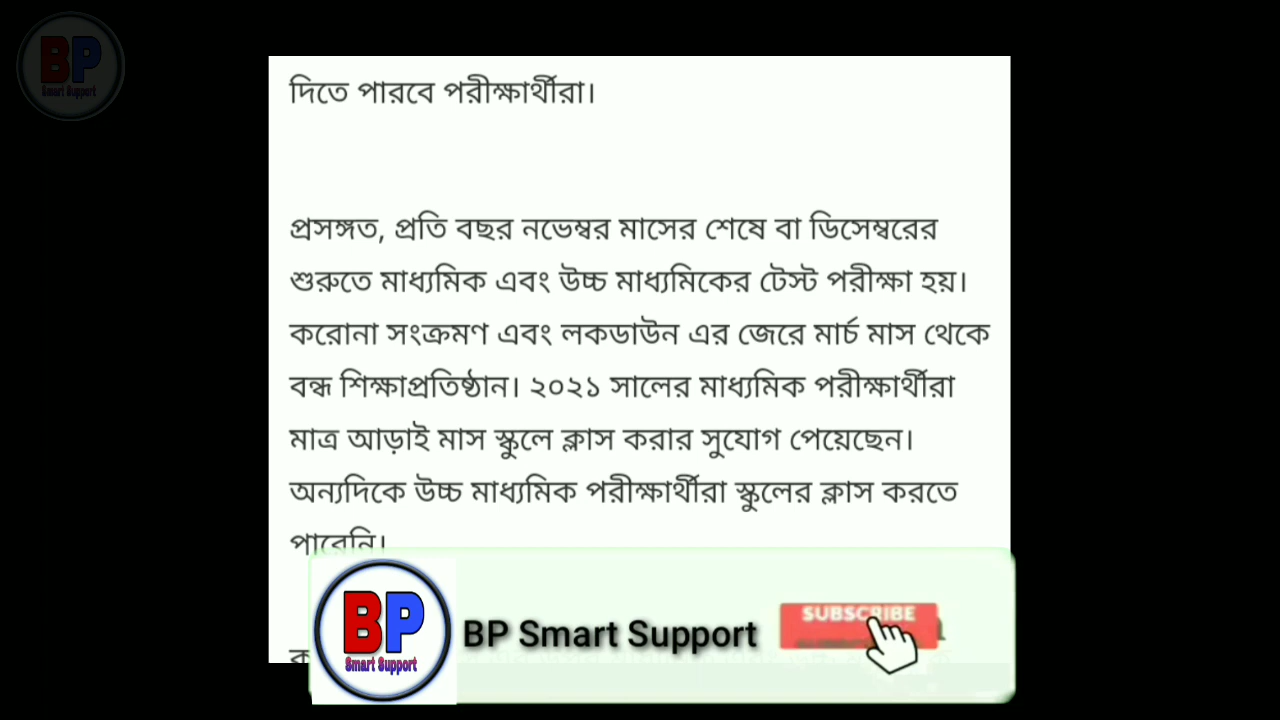 BP
Smart Support
দিতে পারবে পরীক্ষার্থীরা।
প্রসঙ্গত, প্রতি বছর নভেম্বর মাসের শেষে বা ডিসেম্বরের
শুরুতে মাধ্যমিক এবং উচ্চ মাধ্যমিকের টেস্ট পরীক্ষা হয়।
করোনা সংক্রমণ এবং লকডাউন এর জেরে মার্চ মাস থেকে
বন্ধ শিক্ষাপ্রতিষ্ঠান। ২০২১ সালের মাধ্যমিক পরীক্ষার্থীরা
মাত্র আড়াই মাস স্কুলে ক্লাস করার সুযোগ পেয়েছেন।
অন্যদিকে উচ্চ মাধ্যমিক পরীক্ষার্থীরা স্কুলের ক্লাস করতে
পারেনি।
BP
Smart Support
BP Smart Support
SUBSCRIBE